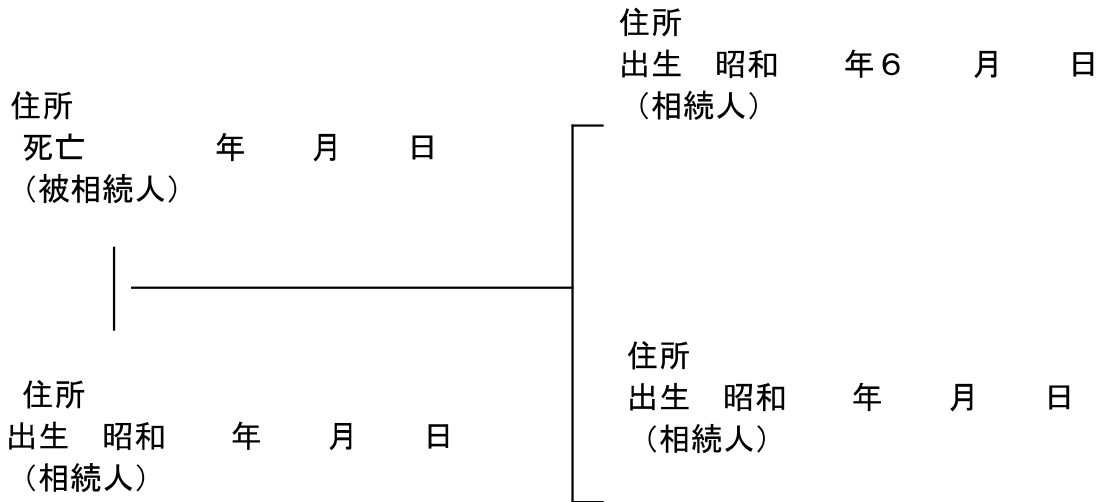 住所
出生　昭和　　年６　　月　　日
（相続人）
住所
死亡　　　　年　　月　　日
（被相続人）
住所
出生　昭和　　年　　月　　日
（相続人）
住所
出生　昭和　　年　　月　　日
（相続人）